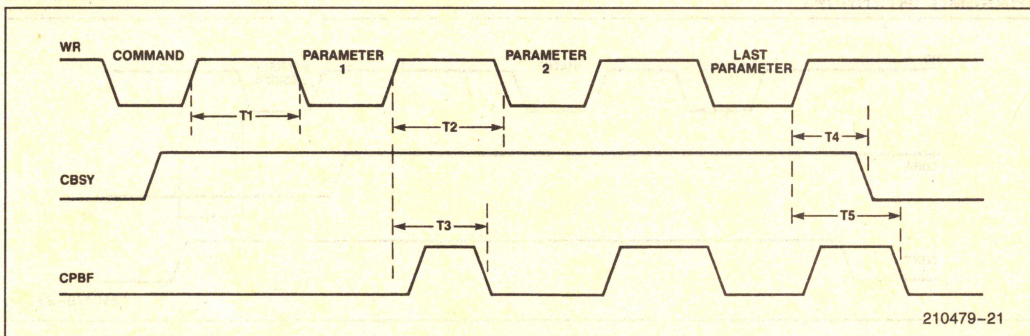 WR
COMMAND
PARAMETER
1
PARAMETER
2
LAST
PARAMETER
T1
T2
T4
CBSY
T3
T5
CPBF
210479-21